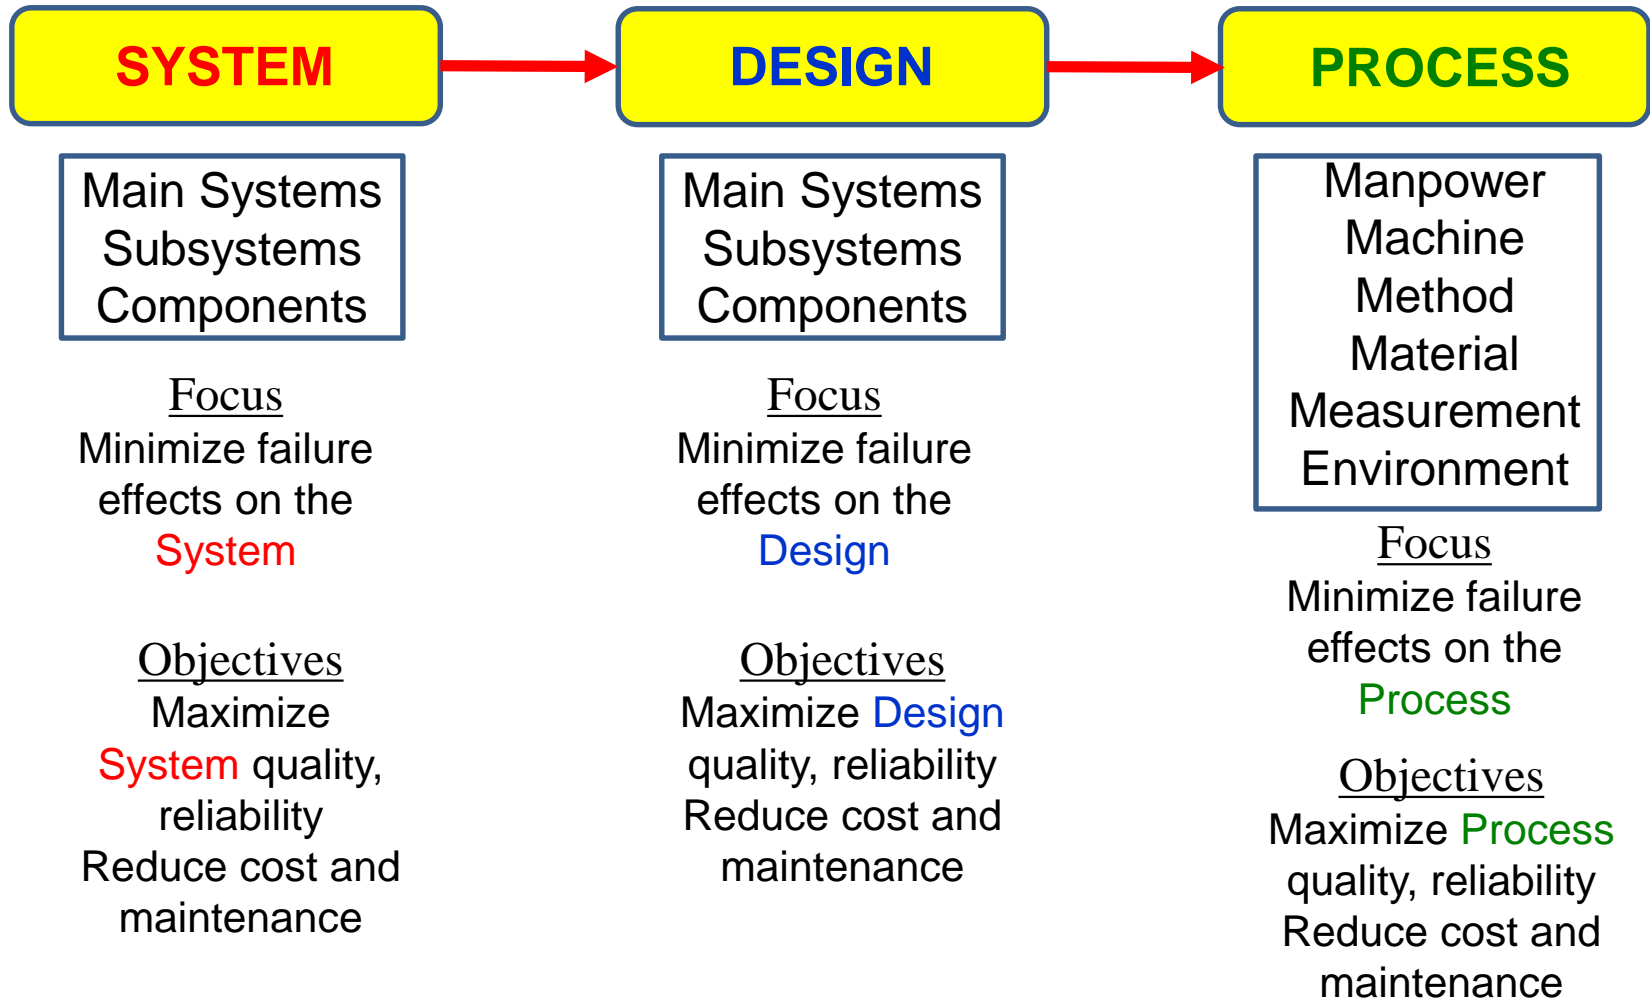 SYSTEM
Main Systems
Subsystems
Components
Focus
Minimize failure
effects on the
System
Objectives
Maximize
System quality,
reliability
Reduce cost and
maintenance
DESIGN
Main Systems
Subsystems
Components
Focus
Minimize failure
effects on the
Design
Objectives
Maximize Design
quality, reliability
Reduce cost and
maintenance
PROCESS
Manpower
Machine
Method
Material
Measurement
Environment
Focus
Minimize failure
effects on the
Process
Objectives
Maximize Process
quality, reliability
Reduce cost and
maintenance